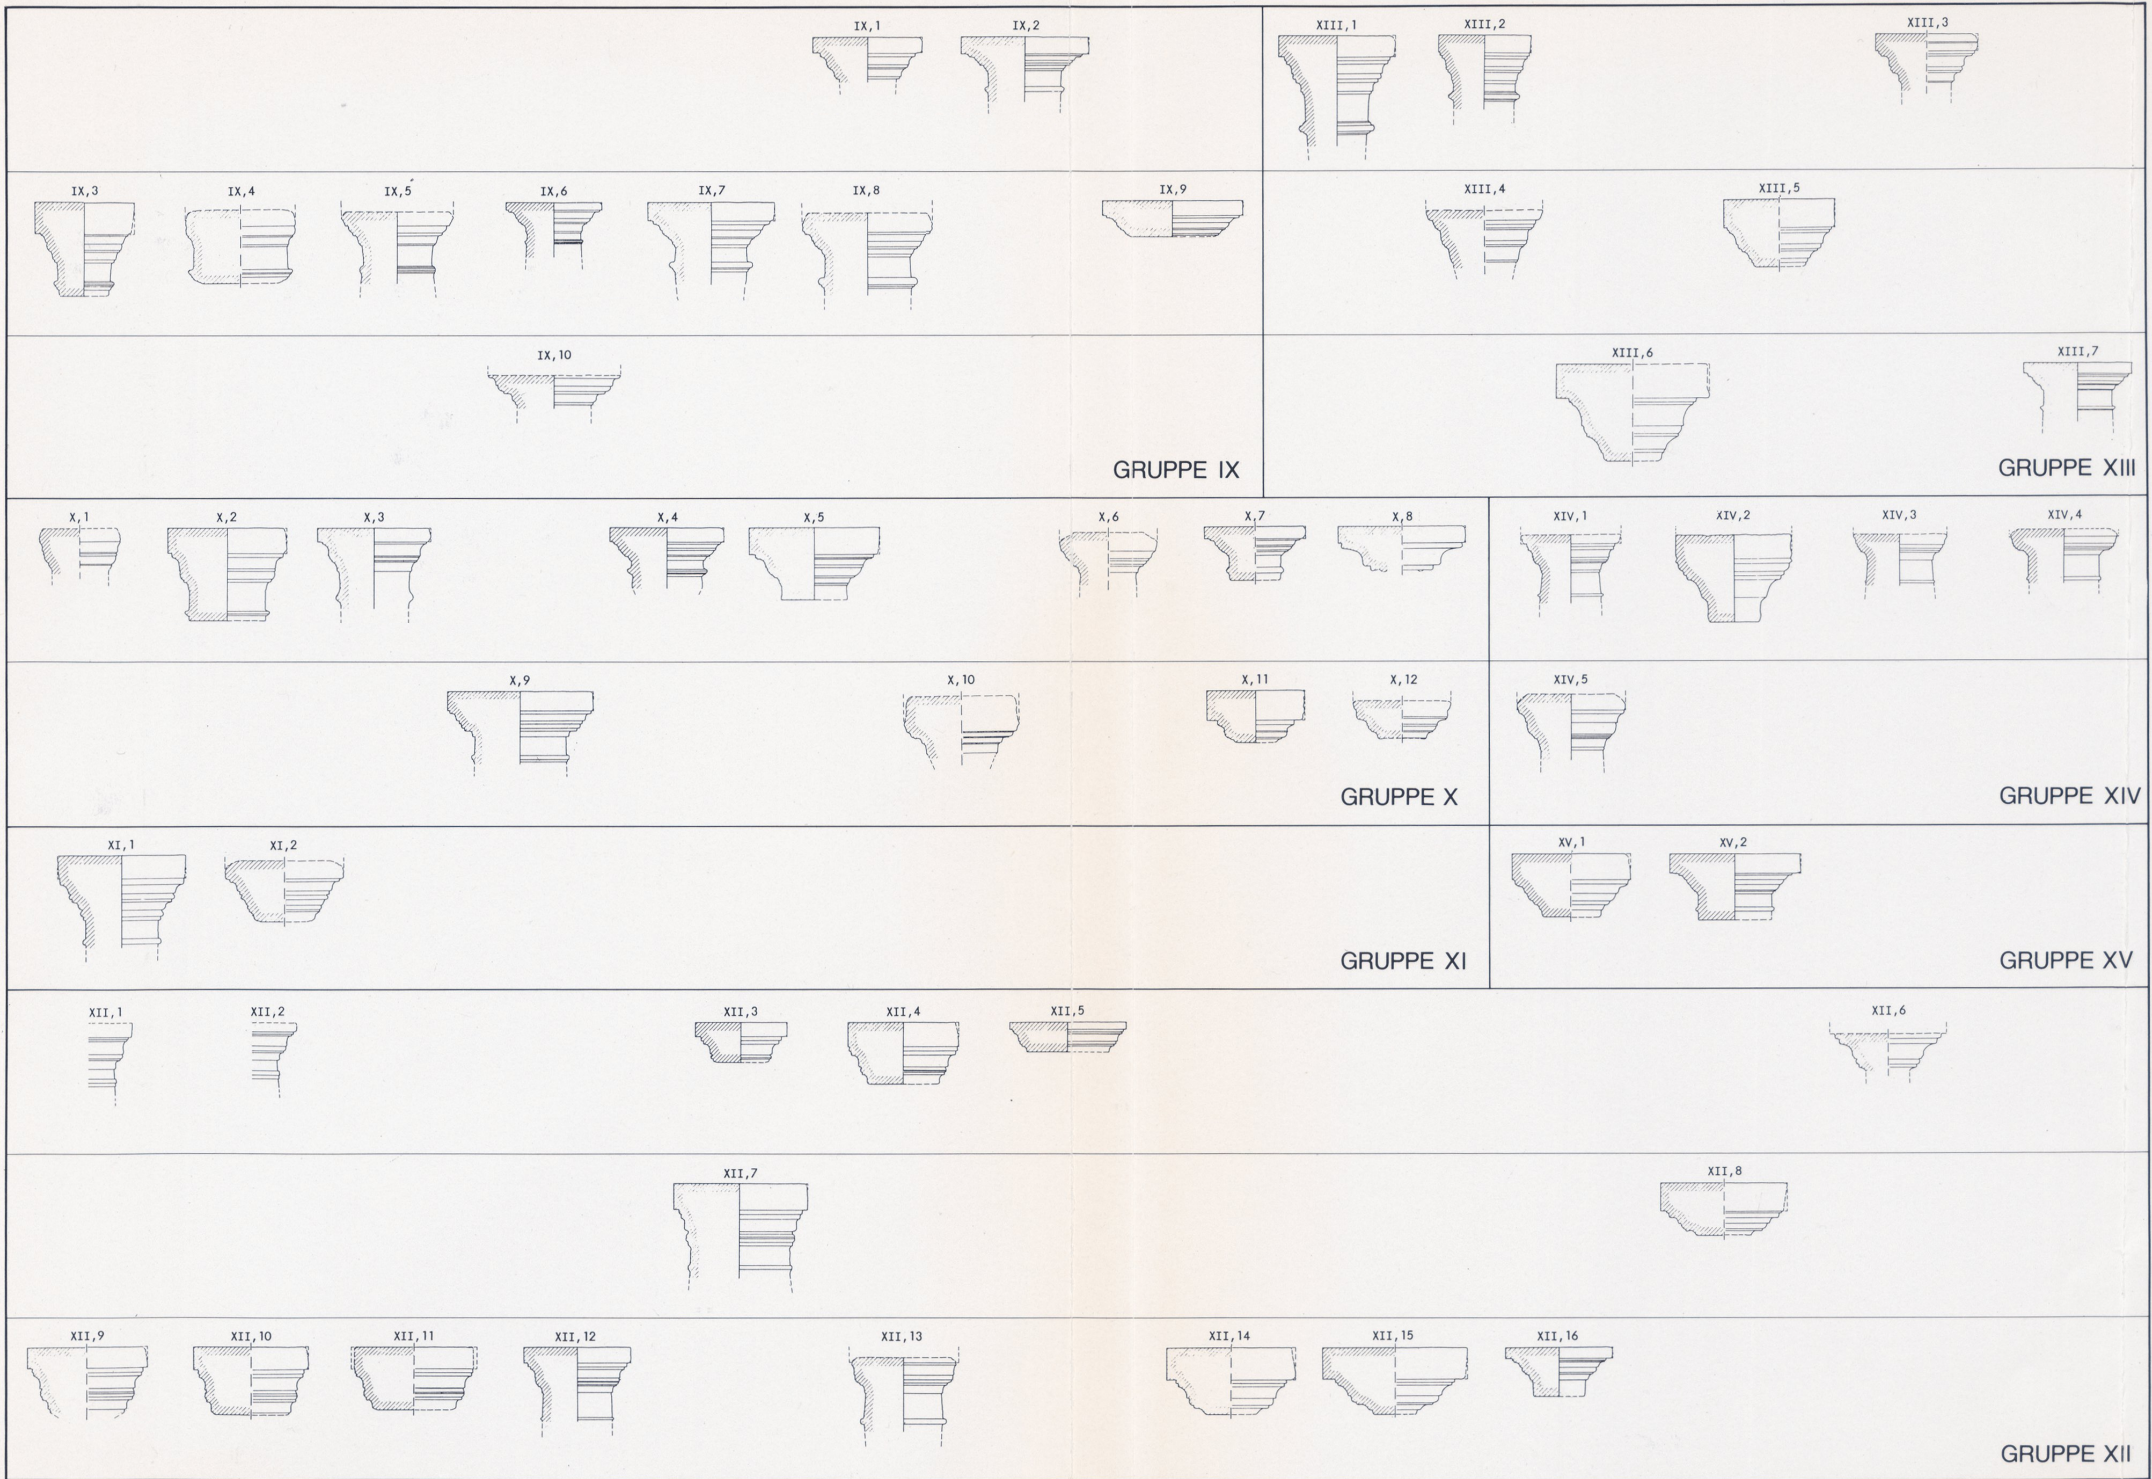 IX,1 IX,2
IX,3 IX,4 IX,5 IX,6 IX,7 IX,8 IX,9
IX,10
GRUPPE IX
XIII,1 XIII,2 XIII,3
XIII,4 XIII,5
XIII,6 XIII,7
GRUPPE XIII
X,1 X,2 X,3 X,4 X,5 X,6 X,7 X,8
X,9 X,10 X,11 X,12
GRUPPE X
XIV,1 XIV,2 XIV,3 XIV,4
XIV,5
GRUPPE XIV
XI,1 XI,2
GRUPPE XI
XV,1 XV,2
GRUPPE XV
XII,1 XII,2 XII,3 XII,4 XII,5 XII,6
XII,7 XII,8
XII,9 XII,10 XII,11 XII,12 XII,13 XII,14 XII,15 XII,16
GRUPPE XII